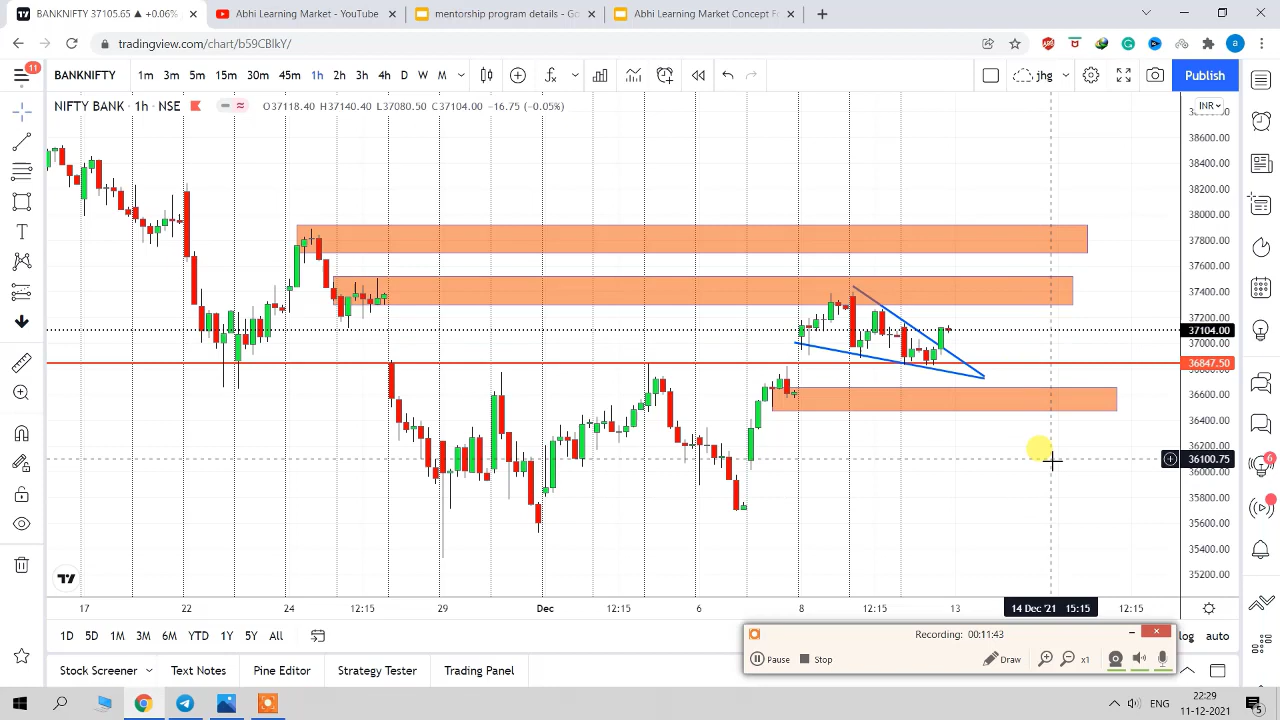 BANKNIFTY 37105.65 ▲ +0.06%
Abhi Learning Market - YouTube
membership program details - Go
Abhi Learning Market Concept F
tradingview.com/chart/b59CBlkY/
11
BANKNIFTY 1m 3m 5m 15m 30m 45m 1h 2h 3h 4h D W M
jhg
Publish
NIFTY BANK · 1h · NSE O37118.40 H37140.40 L37080.50 C37104.00 -16.75 (-0.05%)
INR
38600.00
38400.00
38200.00
38000.00
37800.00
37600.00
37400.00
37200.00
37104.00
37000.00
36847.50
36600.00
36400.00
36200.00
36100.75
36000.00
35800.00
35600.00
35400.00
35200.00
6
17 22 24 12:15 29 Dec 12:15 6 8 12:15 13 14 Dec '21 15:15 12:15
1D 5D 1M 3M 6M YTD 1Y 5Y All
log auto
Recording: 00:11:43
Pause Stop Draw x1
Stock Screener Text Notes Pine Editor Strategy Tester Trading Panel
ENG
22:29
11-12-2021
5